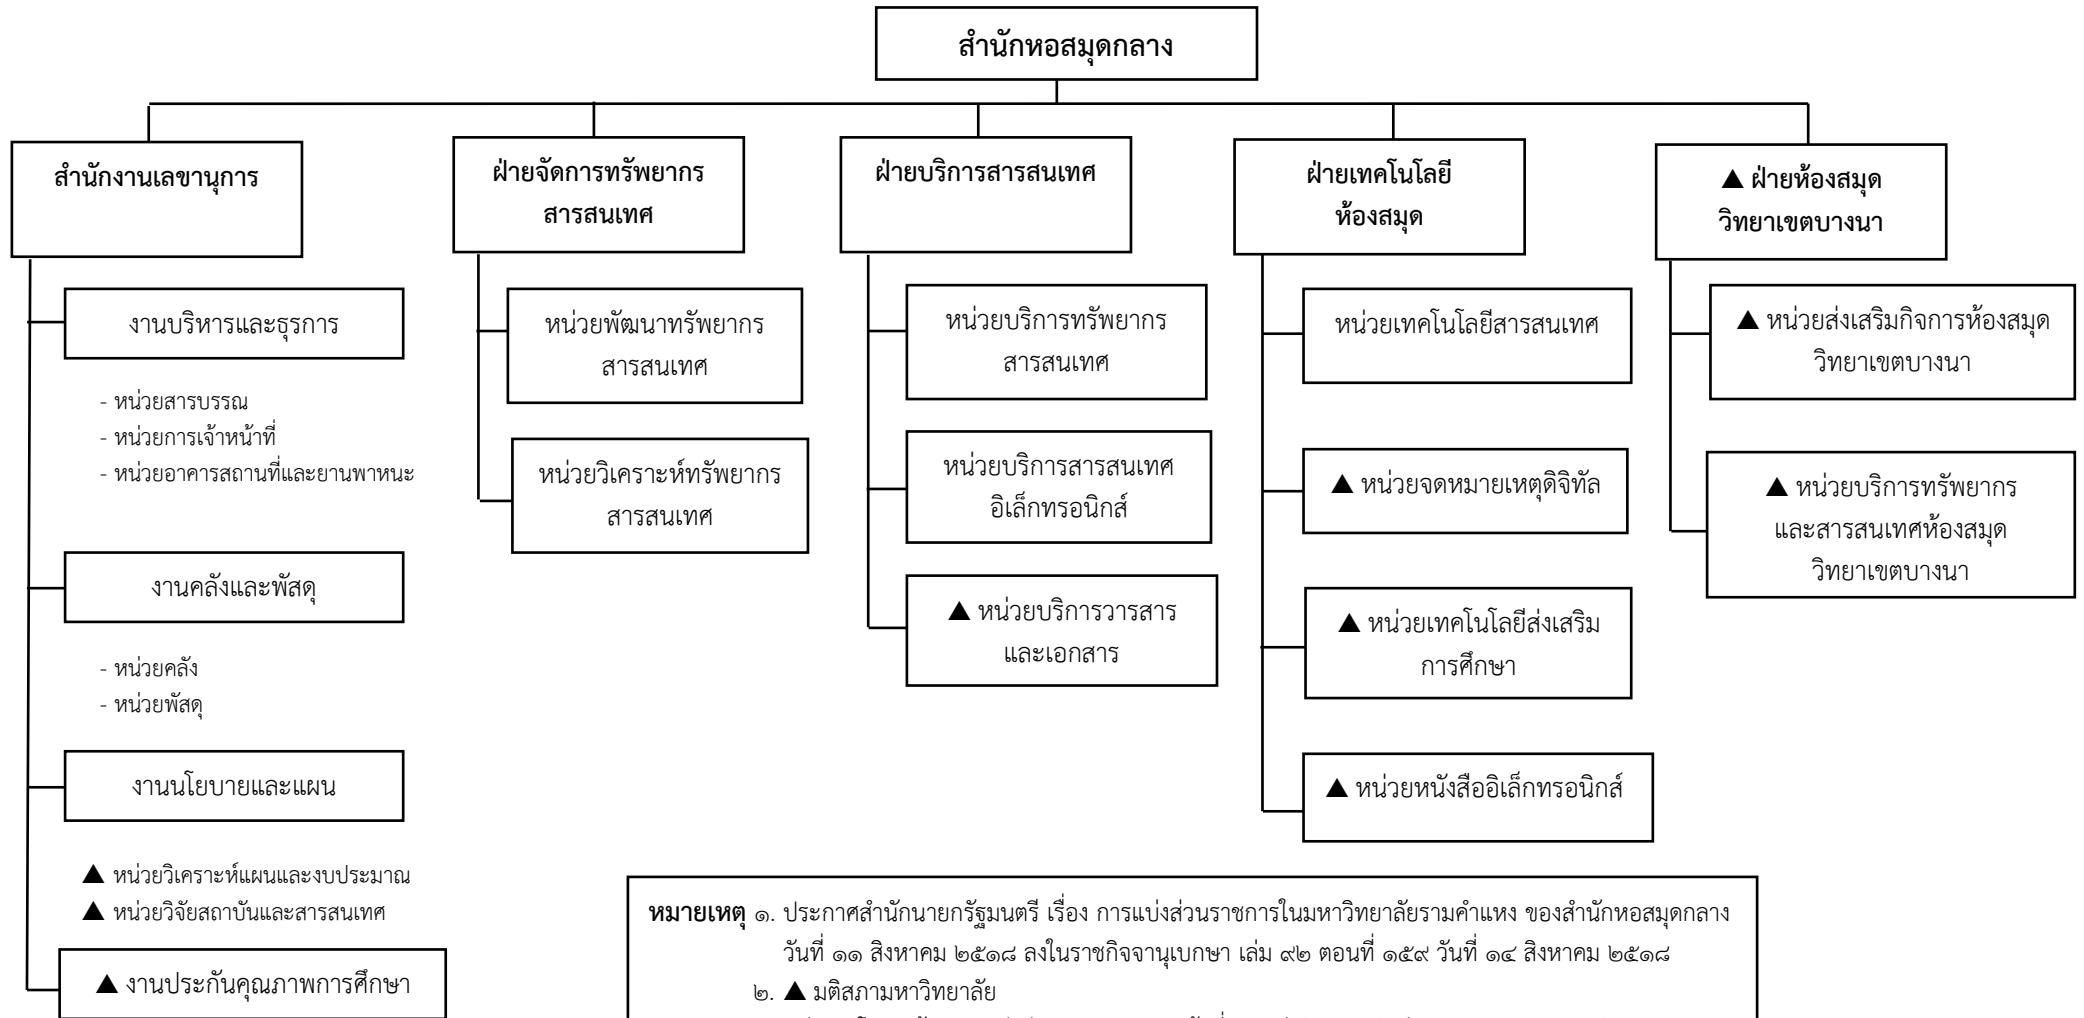 สำนักหอสมุดกลาง
สำนักงานเลขานุการ
งานบริหารและธุรการ
- หน่วยสารบรรณ
- หน่วยการเจ้าหน้าที่
- หน่วยอาคารสถานที่และยานพาหนะ
งานคลังและพัสดุ
- หน่วยคลัง
- หน่วยพัสดุ
งานนโยบายและแผน
▲ หน่วยวิเคราะห์แผนและงบประมาณ
▲ หน่วยวิจัยสถาบันและสารสนเทศ
▲ งานประกันคุณภาพการศึกษา
ฝ่ายจัดการทรัพยากร
สารสนเทศ
หน่วยพัฒนาทรัพยากร
สารสนเทศ
หน่วยวิเคราะห์ทรัพยากร
สารสนเทศ
ฝ่ายบริการสารสนเทศ
หน่วยบริการทรัพยากร
สารสนเทศ
หน่วยบริการสารสนเทศ
อิเล็กทรอนิกส์
▲ หน่วยบริการวารสาร
และเอกสาร
ฝ่ายเทคโนโลยี
ห้องสมุด
หน่วยเทคโนโลยีสารสนเทศ
▲ หน่วยจดหมายเหตุดิจิทัล
▲ หน่วยเทคโนโลยีส่งเสริม
การศึกษา
▲ หน่วยหนังสืออิเล็กทรอนิกส์
▲ ฝ่ายห้องสมุด
วิทยาเขตบางนา
▲ หน่วยส่งเสริมกิจการห้องสมุด
วิทยาเขตบางนา
▲ หน่วยบริการทรัพยากร
และสารสนเทศห้องสมุด
วิทยาเขตบางนา
หมายเหตุ ๑. ประกาศสำนักนายกรัฐมนตรี เรื่อง การแบ่งส่วนราชการในมหาวิทยาลัยรามคำแหง ของสำนักหอสมุดกลาง
วันที่ ๑๑ สิงหาคม ๒๕๑๘ ลงในราชกิจจานุเบกษา เล่ม ๙๒ ตอนที่ ๑๕๙ วันที่ ๑๔ สิงหาคม ๒๕๑๘
๒. ▲ มติสภามหาวิทยาลัย